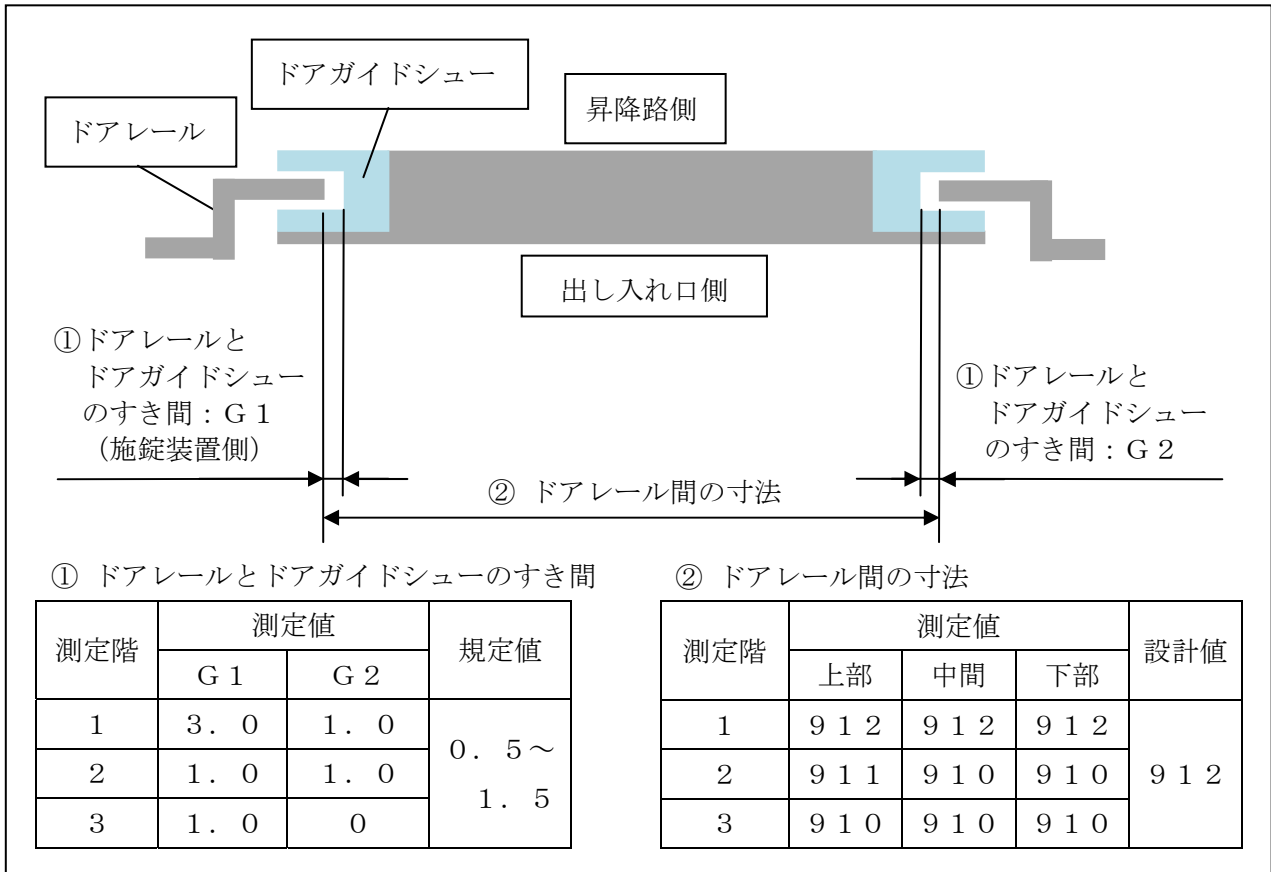 ドアガイドシュー
ドアレール
昇降路側
出し入れ口側
①ドアレールと
ドアガイドシュー
のすき間：Ｇ１
（施錠装置側）
①ドアレールと
ドアガイドシュー
のすき間：Ｇ２
② ドアレール間の寸法
① ドアレールとドアガイドシューのすき間
測定階 測定値 規定値
Ｇ１ Ｇ２
１ ３．０ １．０ ０．５～
２ １．０ １．０ １．５
３ １．０ ０
② ドアレール間の寸法
測定階 測定値 設計値
上部 中間 下部
１ ９１２ ９１２ ９１２
２ ９１１ ９１０ ９１０ ９１２
３ ９１０ ９１０ ９１０